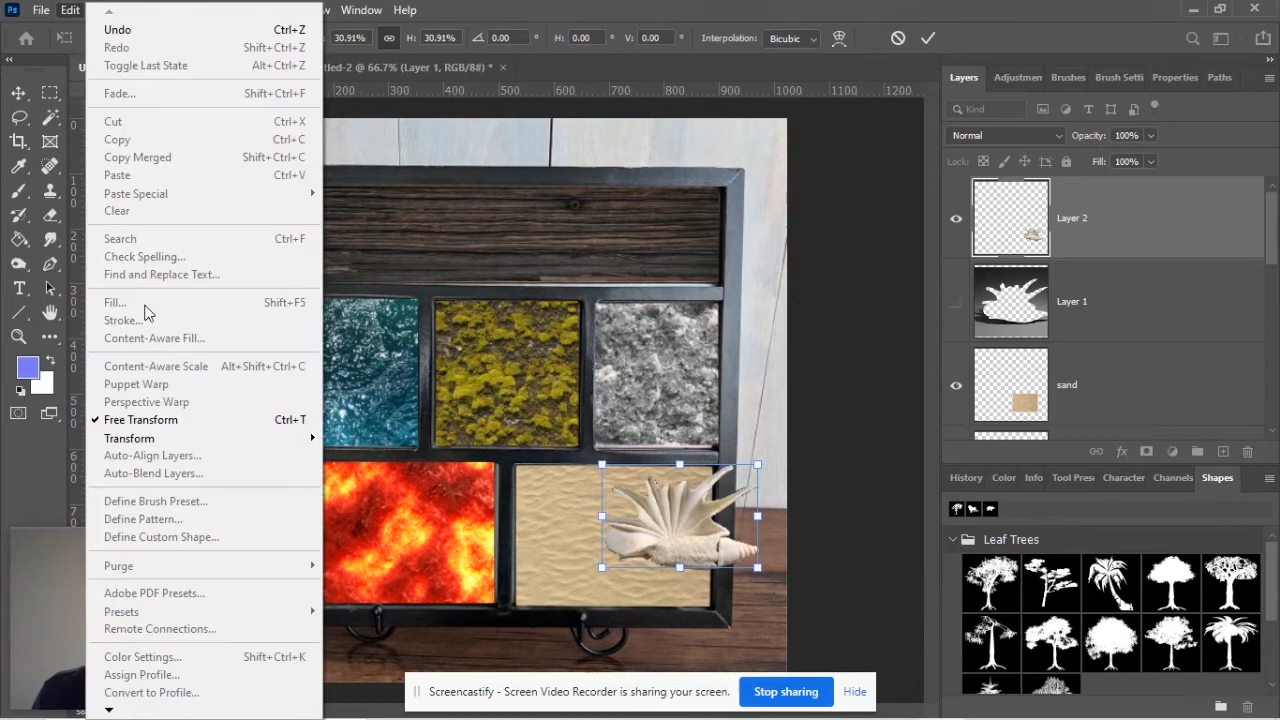 Ps File Edit Window Help
30.91% H: 30.91% 0.00 ° H: 0.00 ° V: 0.00 ° Interpolation: Bicubic
tled-2 @ 66.7% (Layer 1, RGB/8#) * ×
200 300 400 500 600 700 800 900 1000 1100 1200
Undo Ctrl+Z
Redo Shift+Ctrl+Z
Toggle Last State Alt+Ctrl+Z
Fade... Shift+Ctrl+F
Cut Ctrl+X
Copy Ctrl+C
Copy Merged Shift+Ctrl+C
Paste Ctrl+V
Paste Special
Clear
Search Ctrl+F
Check Spelling...
Find and Replace Text...
Fill... Shift+F5
Stroke...
Content-Aware Fill...
Content-Aware Scale Alt+Shift+Ctrl+C
Puppet Warp
Perspective Warp
Free Transform Ctrl+T
Transform
Auto-Align Layers...
Auto-Blend Layers...
Define Brush Preset...
Define Pattern...
Define Custom Shape...
Purge
Adobe PDF Presets...
Presets
Remote Connections...
Color Settings... Shift+Ctrl+K
Assign Profile...
Convert to Profile...
Layers Adjustmen Brushes Brush Setti Properties Paths
Kind
Normal Opacity: 100%
Lock: Fill: 100%
Layer 2
Layer 1
sand
History Color Info Tool Pres Character Channels Shapes
Leaf Trees
Screencastify - Screen Video Recorder is sharing your screen. Stop sharing Hide